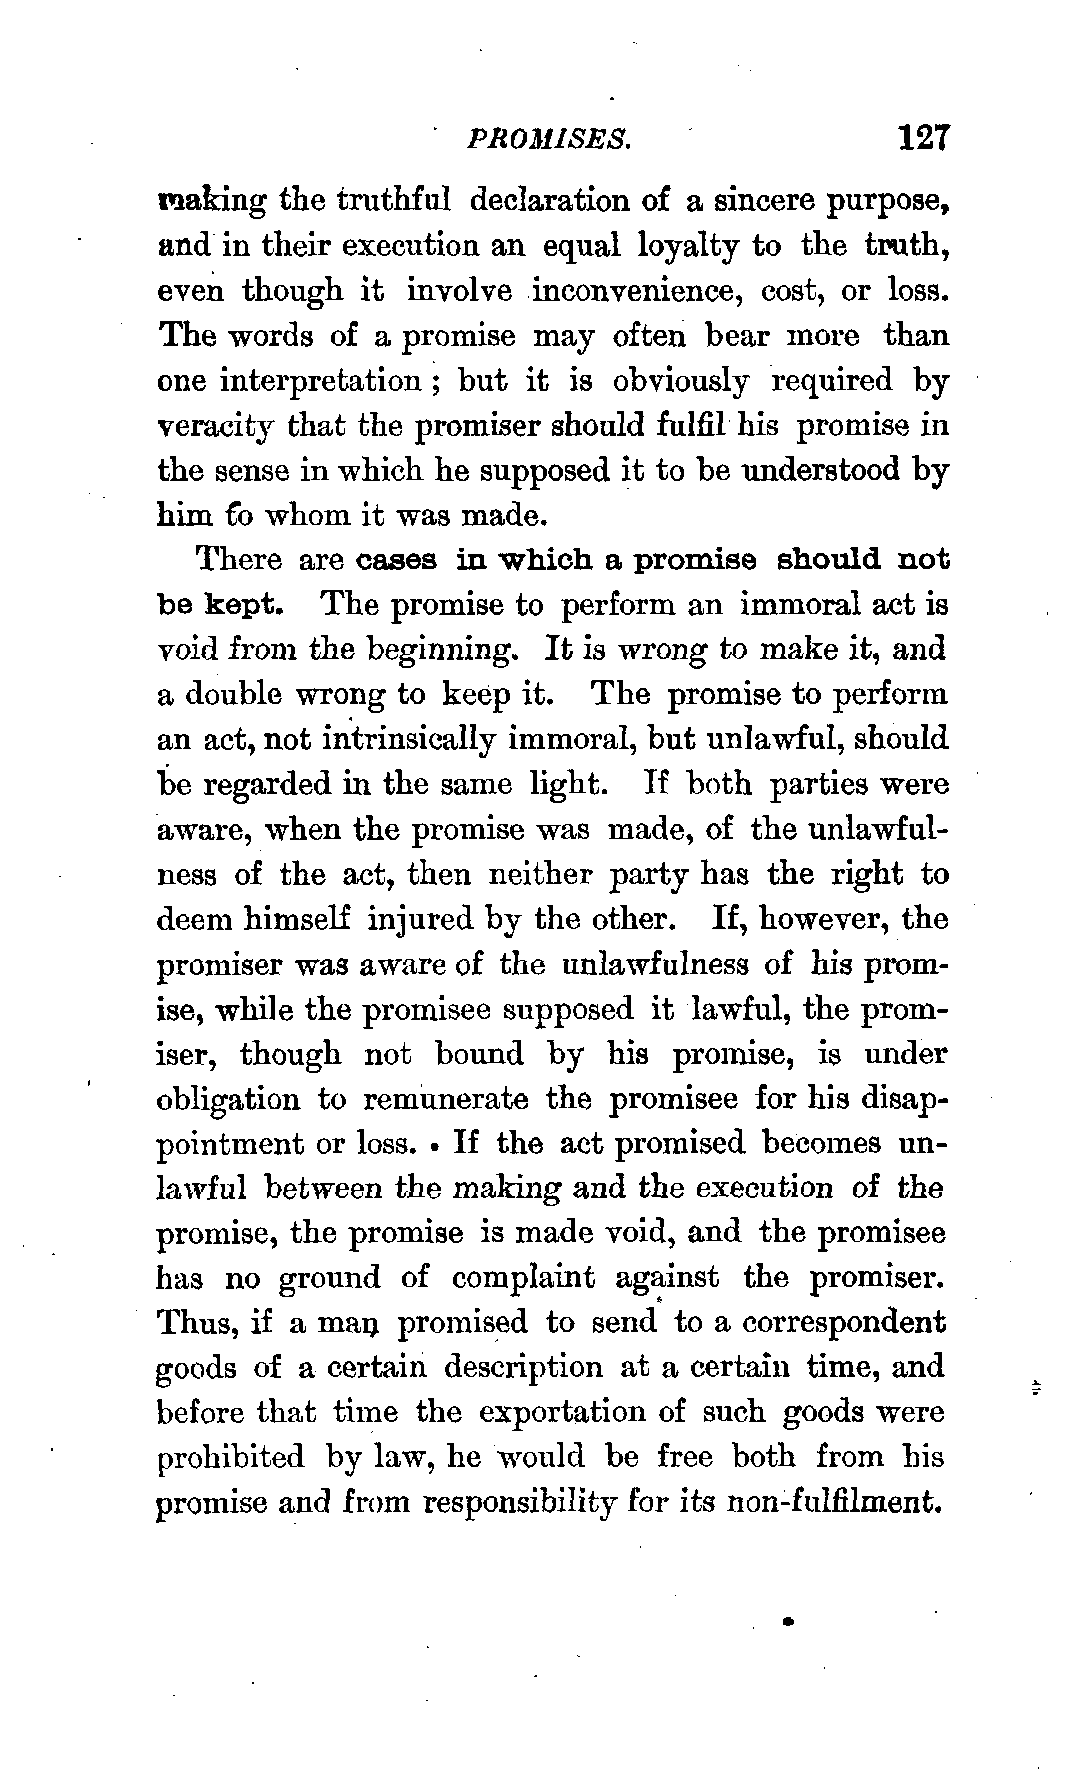 PROMISES. 127
making the truthful declaration of a sincere purpose,
and in their execution an equal loyalty to the truth,
even though it involve inconvenience, cost, or loss.
The words of a promise may often bear more than
one interpretation ; but it is obviously required by
veracity that the promiser should fulfil his promise in
the sense in which he supposed it to be understood by
him to whom it was made.
There are cases in which a promise should not
be kept. The promise to perform an immoral act is
void from the beginning. It is wrong to make it, and
a double wrong to keep it. The promise to perform
an act, not intrinsically immoral, but unlawful, should
be regarded in the same light. If both parties were
aware, when the promise was made, of the unlawful-
ness of the act, then neither party has the right to
deem himself injured by the other. If, however, the
promiser was aware of the unlawfulness of his prom-
ise, while the promisee supposed it lawful, the prom-
iser, though not bound by his promise, is under
obligation to remunerate the promisee for his disap-
pointment or loss. If the act promised becomes un-
lawful between the making and the execution of the
promise, the promise is made void, and the promisee
has no ground of complaint against the promiser.
Thus, if a man promised to send to a correspondent
goods of a certain description at a certain time, and
before that time the exportation of such goods were
prohibited by law, he would be free both from his
promise and from responsibility for its non-fulfilment.